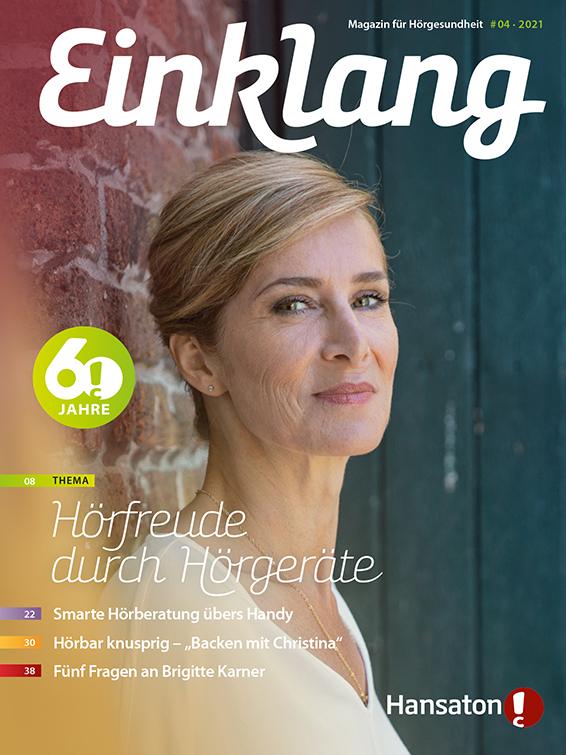 Magazin für Hörgesundheit #04 · 2021
Einklang
60
JAHRE
08 THEMA
Hörfreude
durch Hörgeräte
22 Smarte Hörberatung übers Handy
30 Hörbar knusprig – „Backen mit Christina“
38 Fünf Fragen an Brigitte Karner
Hansaton